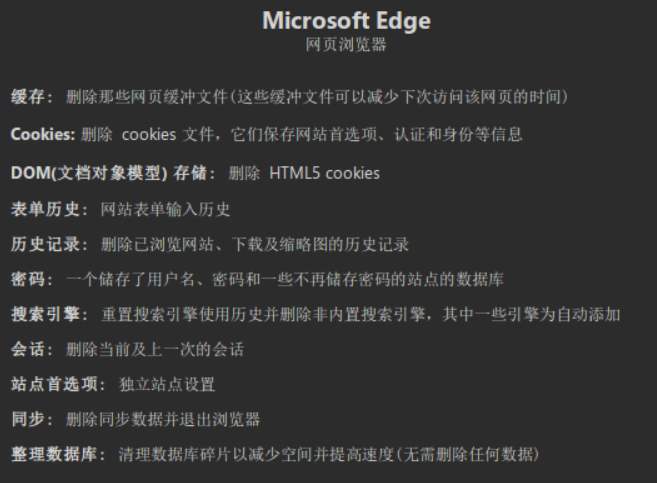 Microsoft Edge
网页浏览器
缓存: 删除那些网页缓冲文件(这些缓冲文件可以减少下次访问该网页的时间)
Cookies: 删除 cookies 文件，它们保存网站首选项、认证和身份等信息
DOM(文档对象模型) 存储: 删除 HTML5 cookies
表单历史: 网站表单输入历史
历史记录: 删除已浏览网站、下载及缩略图的历史记录
密码: 一个储存了用户名、密码和一些不再储存密码的站点的数据库
搜索引擎: 重置搜索引擎使用历史并删除非内置搜索引擎，其中一些引擎为自动添加
会话: 删除当前及上一次的会话
站点首选项: 独立站点设置
同步: 删除同步数据并退出浏览器
整理数据库: 清理数据库碎片以减少空间并提高速度(无需删除任何数据)